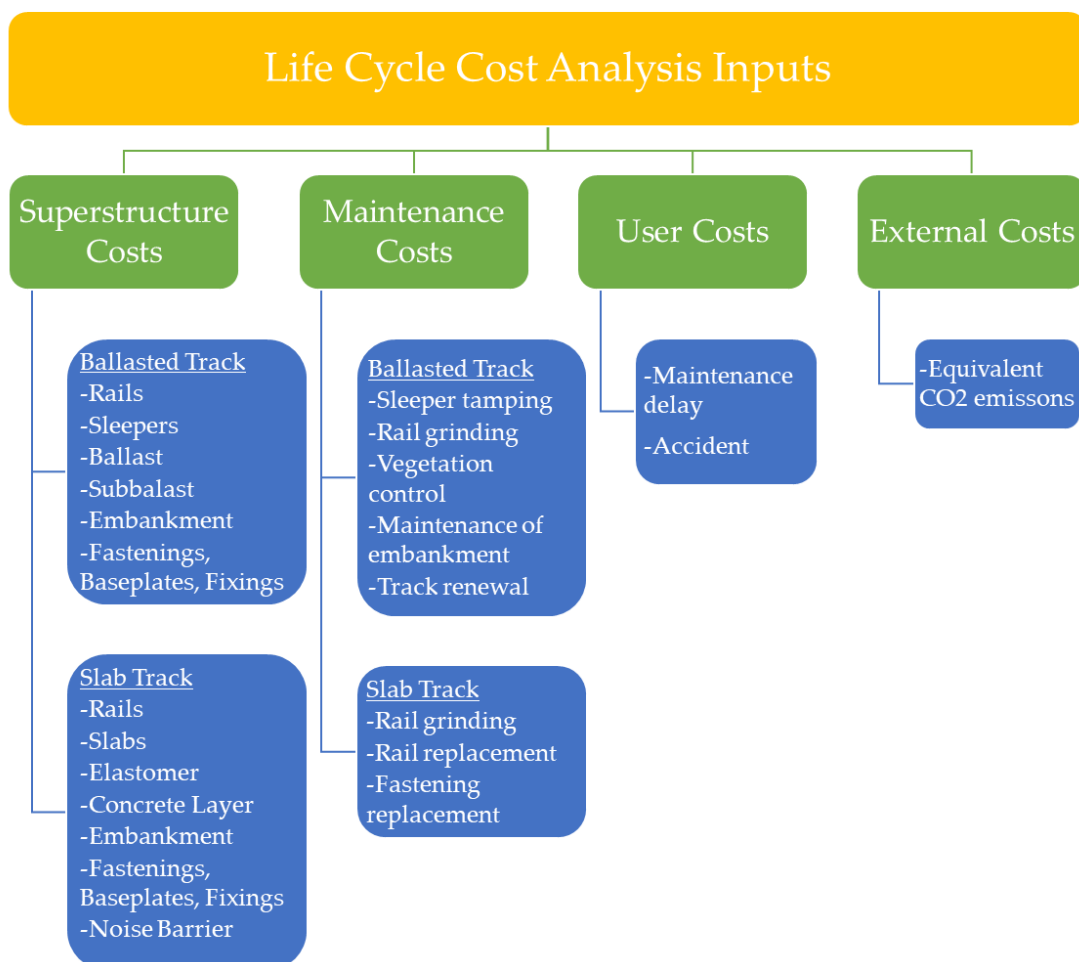 Life Cycle Cost Analysis Inputs
Superstructure
Costs
Maintenance
Costs
User Costs
External Costs
Ballasted Track
-Rails
-Sleepers
-Ballast
-Subbalast
-Embankment
-Fastenings,
Baseplates, Fixings
Slab Track
-Rails
-Slabs
-Elastomer
-Concrete Layer
-Embankment
-Fastenings,
Baseplates, Fixings
-Noise Barrier
Ballasted Track
-Sleeper tamping
-Rail grinding
-Vegetation
control
-Maintenance of
embankment
-Track renewal
Slab Track
-Rail grinding
-Rail replacement
-Fastening
replacement
-Maintenance
delay
-Accident
-Equivalent
CO2 emissons